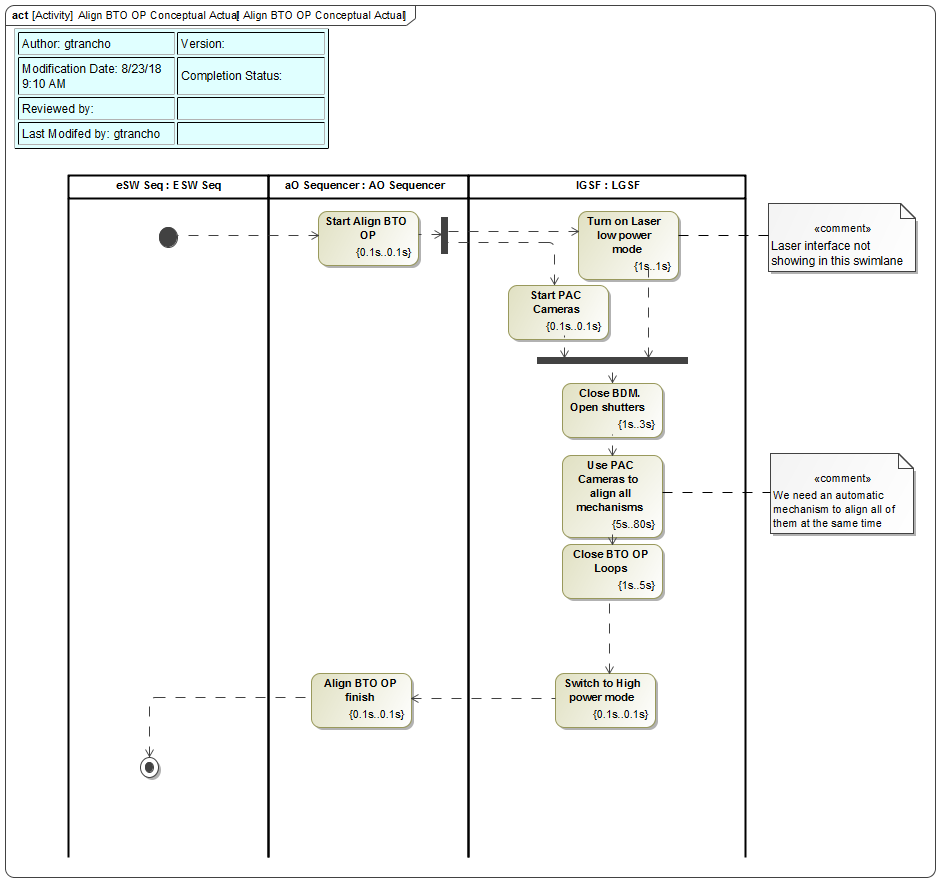 act [Activity] Align BTO OP Conceptual Actual[ Align BTO OP Conceptual Actual]
Author: gtrancho
Version:
Modification Date: 8/23/18
9:10 AM
Completion Status:
Reviewed by:
Last Modifed by: gtrancho
eSW Seq : ESW Seq
aO Sequencer : AO Sequencer
lGSF : LGSF
Start Align BTO
OP
{0.1s..0.1s}
Turn on Laser
low power
mode
{1s..1s}
«comment»
Laser interface not
showing in this swimlane
Start PAC
Cameras
{0.1s..0.1s}
Close BDM.
Open shutters
{1s..3s}
Use PAC
Cameras to
align all
mechanisms
{5s..80s}
«comment»
We need an automatic
mechanism to align all of
them at the same time
Close BTO OP
Loops
{1s..5s}
Align BTO OP
finish
{0.1s..0.1s}
Switch to High
power mode
{0.1s..0.1s}